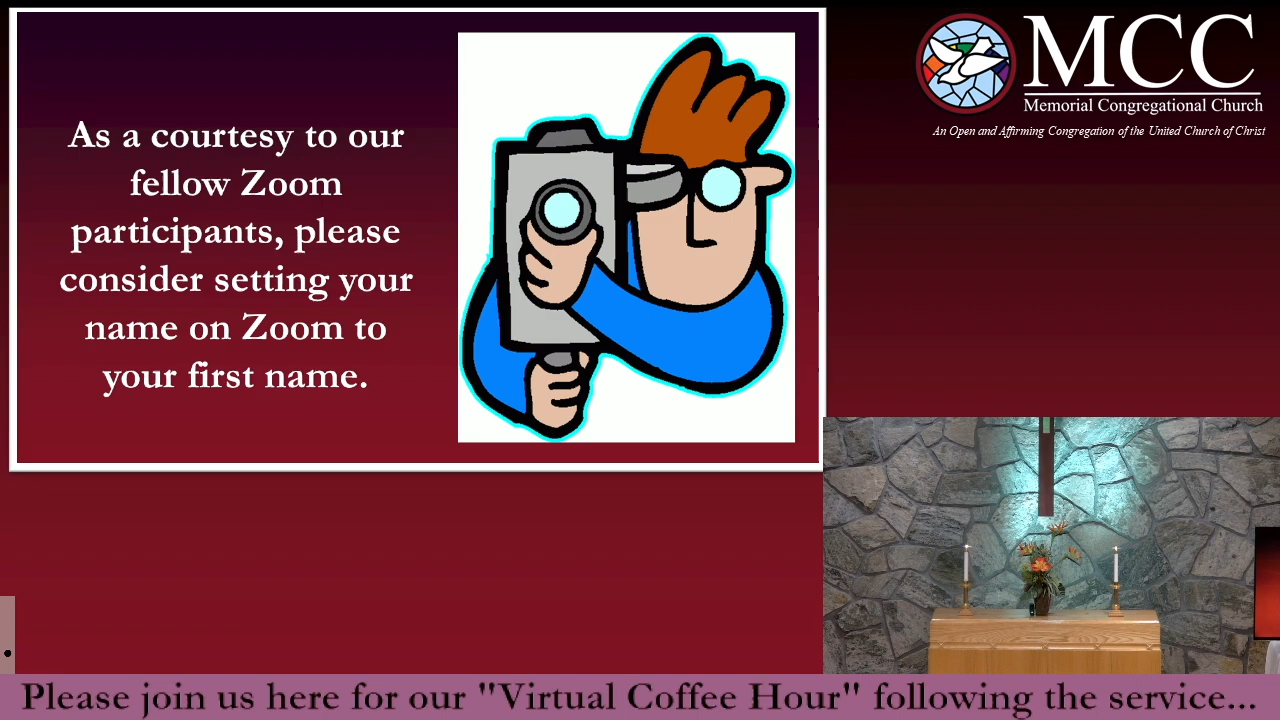 As a courtesy to our
fellow Zoom
participants, please
consider setting your
name on Zoom to
your first name.
MCC
Memorial Congregational Church
An Open and Affirming Congregation of the United Church of Christ
Please join us here for our "Virtual Coffee Hour" following the service...